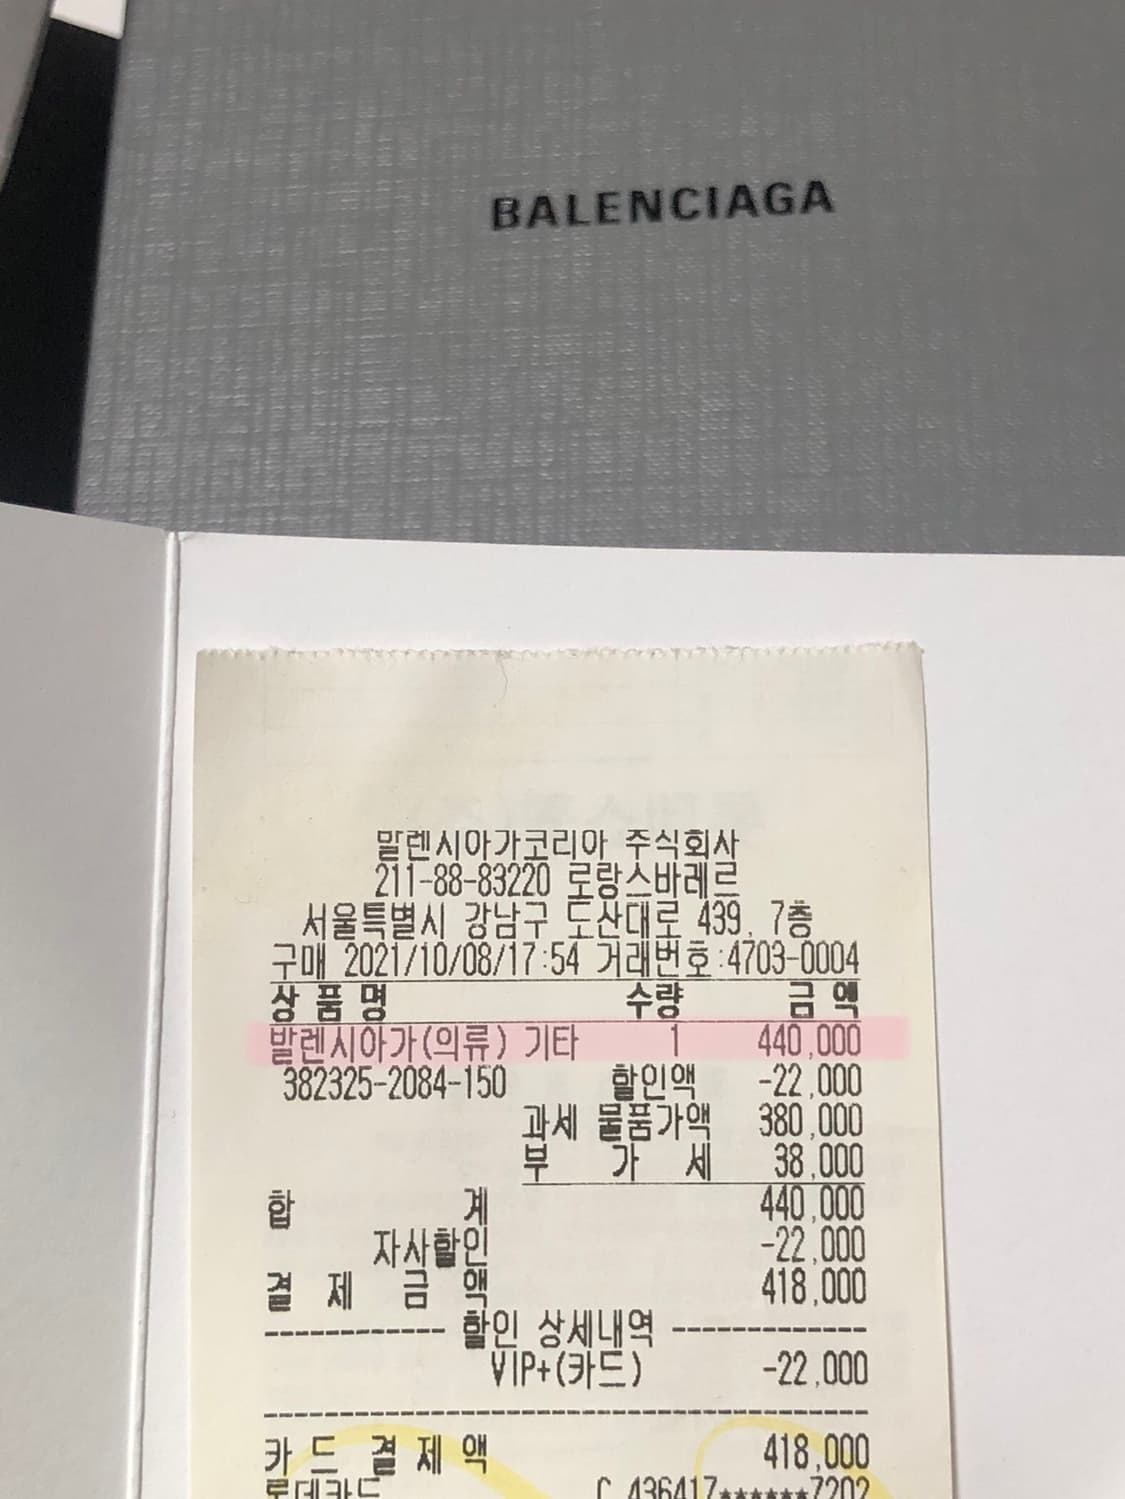 BALENCIAGA
발렌시아가코리아 주식회사
211-88-83220 로랑스바레르
서울특별시 강남구 도산대로 439, 7층
구매 2021/10/08/17:54 거래번호:4703-0004
상 품 명 수량 금 액
발렌시아가(의류) 기타 1 440,000
382325-2084-150 할인액 -22,000
과세 물품가액 380,000
부 가 세 38,000
합 계 440,000
자사할인 -22,000
결 제 금 액 418,000
------------ 할인 상세내역 ------------
VIP+(카드) -22,000
카 드 결 제 액 418,000
롯데카드 C 436417******7202